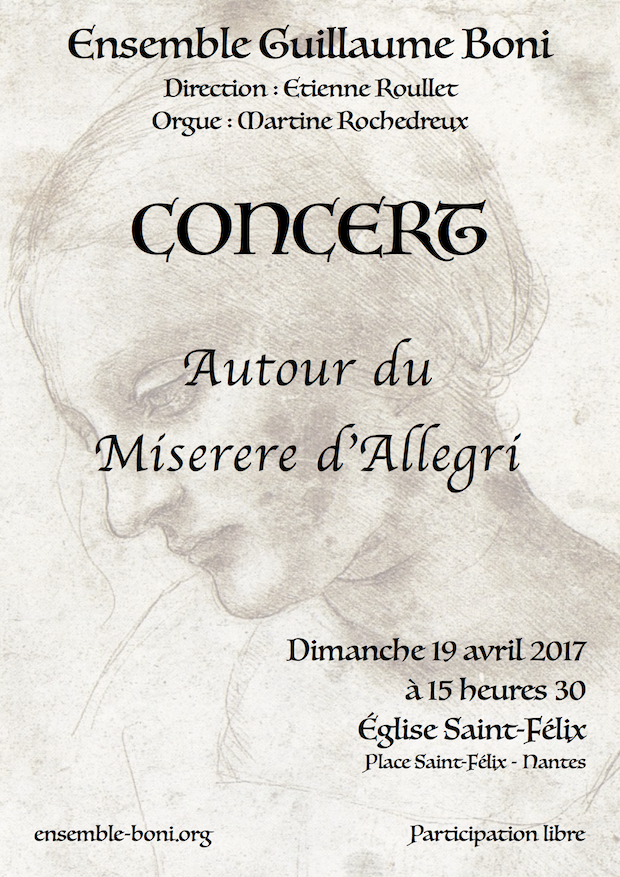 Ensemble Guillaume Boni
Direction : Etienne Roullet
Orgue : Martine Rochedreux
CONCERT
Autour du
Miserere d'Allegri
Dimanche 19 avril 2017
à 15 heures 30
Église Saint-Félix
Place Saint-Félix - Nantes
ensemble-boni.org
Participation libre